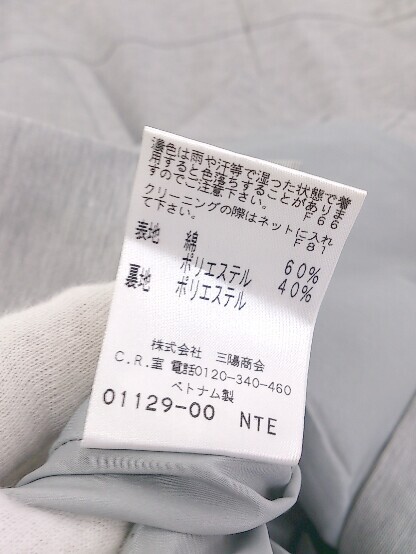 濃色は雨や汗等で湿った状態で着
用すると色落ちすることがありま
すのでご注意下さい。 F66
クリーニングの際はネットに入れ
て下さい。 F81
表地 綿 60%
ポリエステル 40%
裏地 ポリエステル
株式会社 三陽商会
C.R.室 電話0120-340-460
ベトナム製
01129-00 NTE